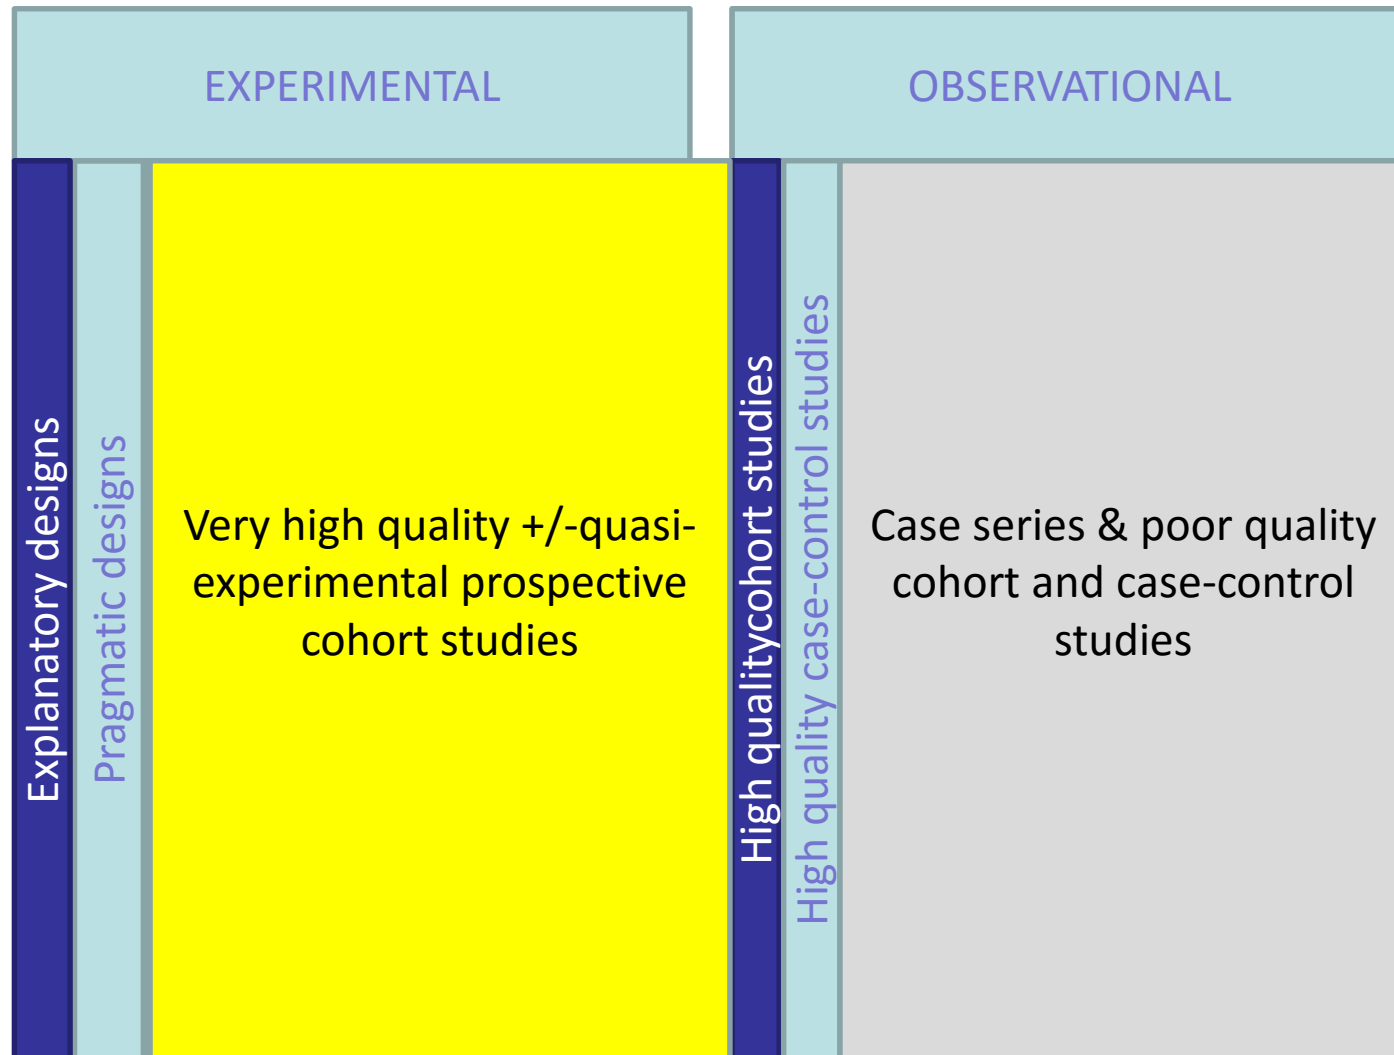 EXPERIMENTAL
OBSERVATIONAL
Explanatory designs
Pragmatic designs
Very high quality +/-quasi-
experimental prospective
cohort studies
High qualitycohort studies
High quality case-control studies
Case series & poor quality
cohort and case-control
studies